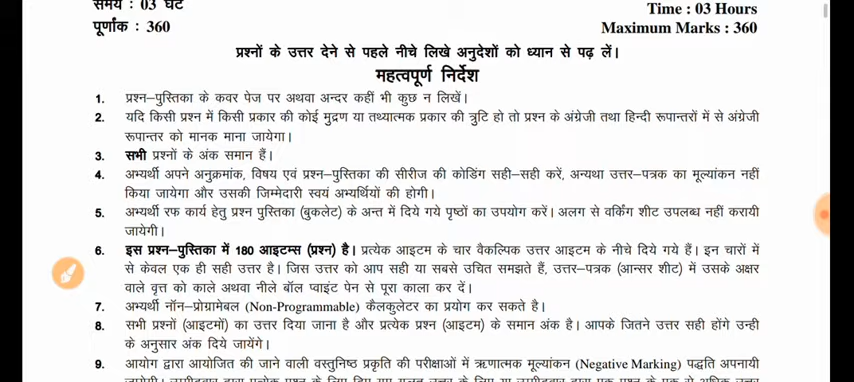 समय : 03 घंटे
Time : 03 Hours
पूर्णांक : 360
Maximum Marks : 360
प्रश्नों के उत्तर देने से पहले नीचे लिखे अनुदेशों को ध्यान से पढ़ लें।
महत्वपूर्ण निर्देश
1. प्रश्न–पुस्तिका के कवर पेज पर अथवा अन्दर कहीं भी कुछ न लिखें।
2. यदि किसी प्रश्न में किसी प्रकार की कोई मुद्रण या तथ्यात्मक प्रकार की त्रुटि हो तो प्रश्न के अंग्रेजी तथा हिन्दी रूपान्तरों में से अंग्रेजी
रूपान्तर को मानक माना जायेगा।
3. सभी प्रश्नों के अंक समान हैं।
4. अभ्यर्थी अपने अनुक्रमांक, विषय एवं प्रश्न–पुस्तिका की सीरीज की कोडिंग सही–सही करें, अन्यथा उत्तर–पत्रक का मूल्यांकन नहीं
किया जायेगा और उसकी जिम्मेदारी स्वयं अभ्यर्थियों की होगी।
5. अभ्यर्थी रफ कार्य हेतु प्रश्न पुस्तिका (बुकलेट) के अन्त में दिये गये पृष्ठों का उपयोग करें। अलग से वर्किंग शीट उपलब्ध नहीं करायी
जायेगी।
6. इस प्रश्न–पुस्तिका में 180 आइटम्स (प्रश्न) है। प्रत्येक आइटम के चार वैकल्पिक उत्तर आइटम के नीचे दिये गये हैं। इन चारों में
से केवल एक ही सही उत्तर है। जिस उत्तर को आप सही या सबसे उचित समझते हैं, उत्तर–पत्रक (आन्सर शीट) में उसके अक्षर
वाले वृत्त को काले अथवा नीले बॉल प्वाइंट पेन से पूरा काला कर दें।
7. अभ्यर्थी नॉन–प्रोग्रामेबल (Non-Programmable) कैलकुलेटर का प्रयोग कर सकते है।
8. सभी प्रश्नों (आइटमों) का उत्तर दिया जाना है और प्रत्येक प्रश्न (आइटम) के समान अंक है। आपके जितने उत्तर सही होंगे उन्ही
के अनुसार अंक दिये जायेंगे।
9. आयोग द्वारा आयोजित की जाने वाली वस्तुनिष्ठ प्रकृति की परीक्षाओं में ऋणात्मक मूल्यांकन (Negative Marking) पद्धति अपनायी